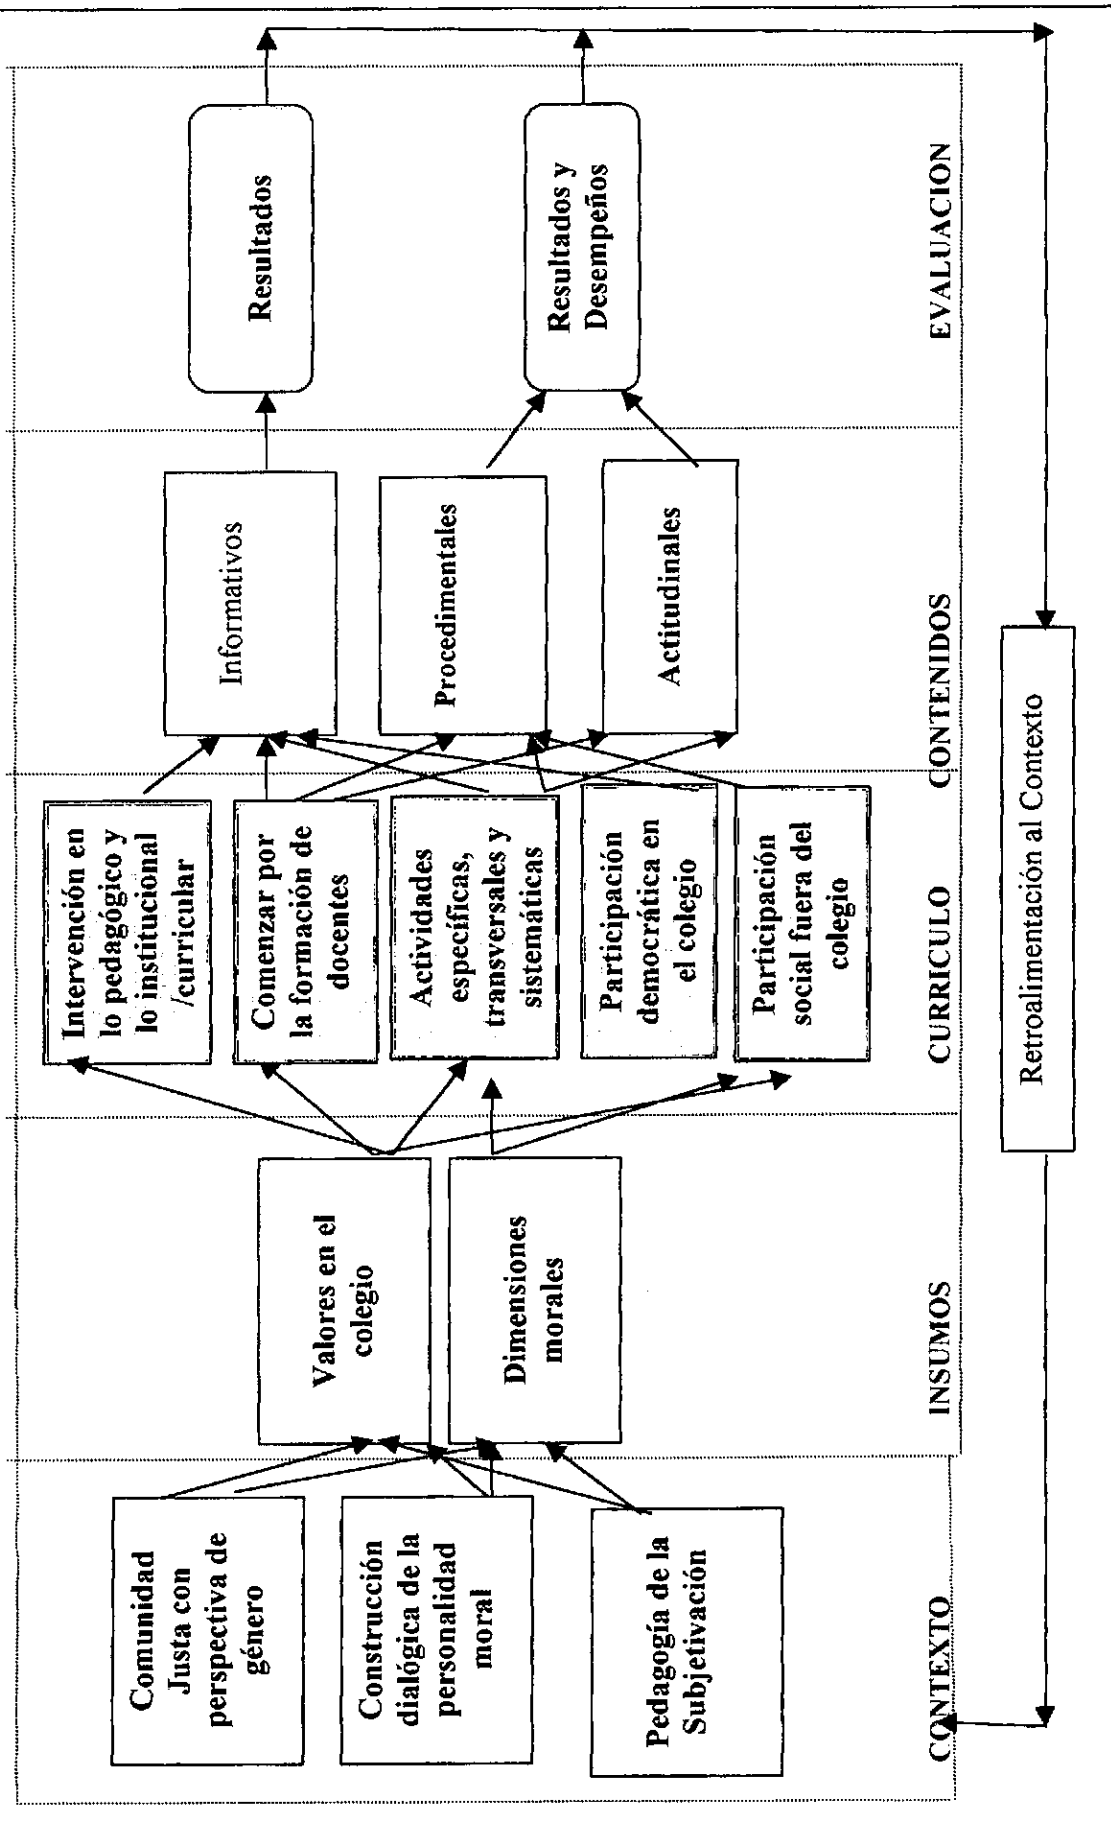 Comunidad
Justa con
perspectiva de
género
Construcción
dialógica de la
personalidad
moral
Pedagogía de la
Subjetivación
CONTEXTO
Valores en el
colegio
Dimensiones
morales
INSUMOS
Intervención en
lo pedagógico y
lo institucional
/curricular
Comenzar por
la formación de
docentes
Actividades
específicas,
transversales y
sistemáticas
Participación
democrática en
el colegio
Participación
social fuera del
colegio
CURRICULO
Informativos
Procedimentales
Actitudinales
CONTENIDOS
Resultados
Resultados y
Desempeños
EVALUACION
Retroalimentación al Contexto